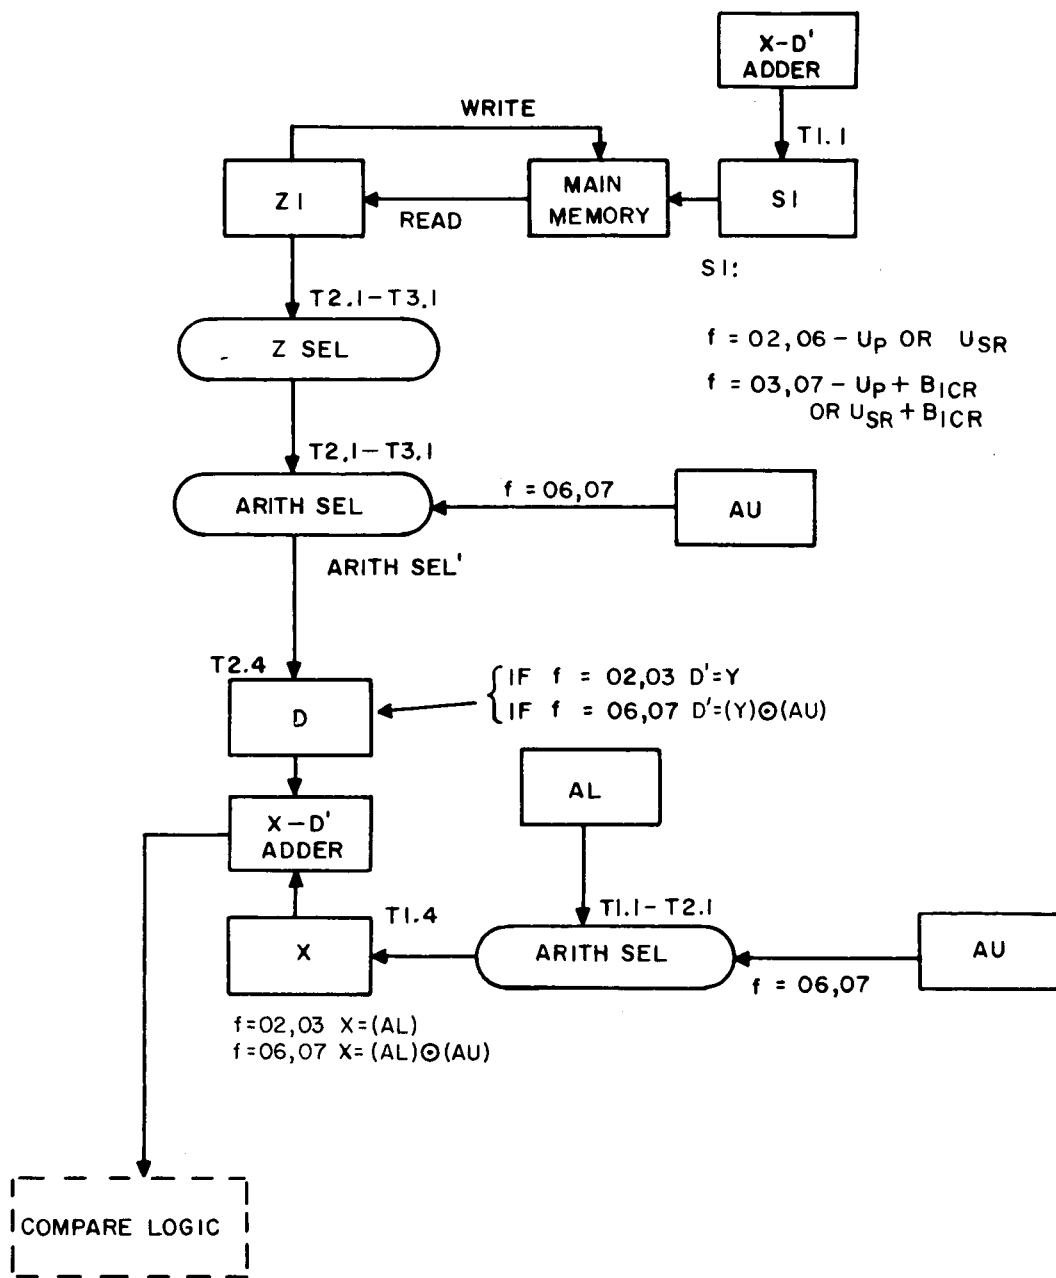 X-D'
ADDER
WRITE
T1.1
Z1
READ
MAIN
MEMORY
S1
S1:
T2.1-T3.1
Z SEL
f = 02,06 - UP OR USR
f = 03,07 - UP + BICR
OR USR + BICR
T2.1-T3.1
ARITH SEL
f = 06,07
AU
ARITH SEL'
T2.4
D
IF f = 02,03 D'=Y
IF f = 06,07 D'=(Y)⊙(AU)
AL
X-D'
ADDER
T1.4
T1.1-T2.1
X
ARITH SEL
AU
f = 06,07
f=02,03 X=(AL)
f=06,07 X=(AL)⊙(AU)
COMPARE LOGIC